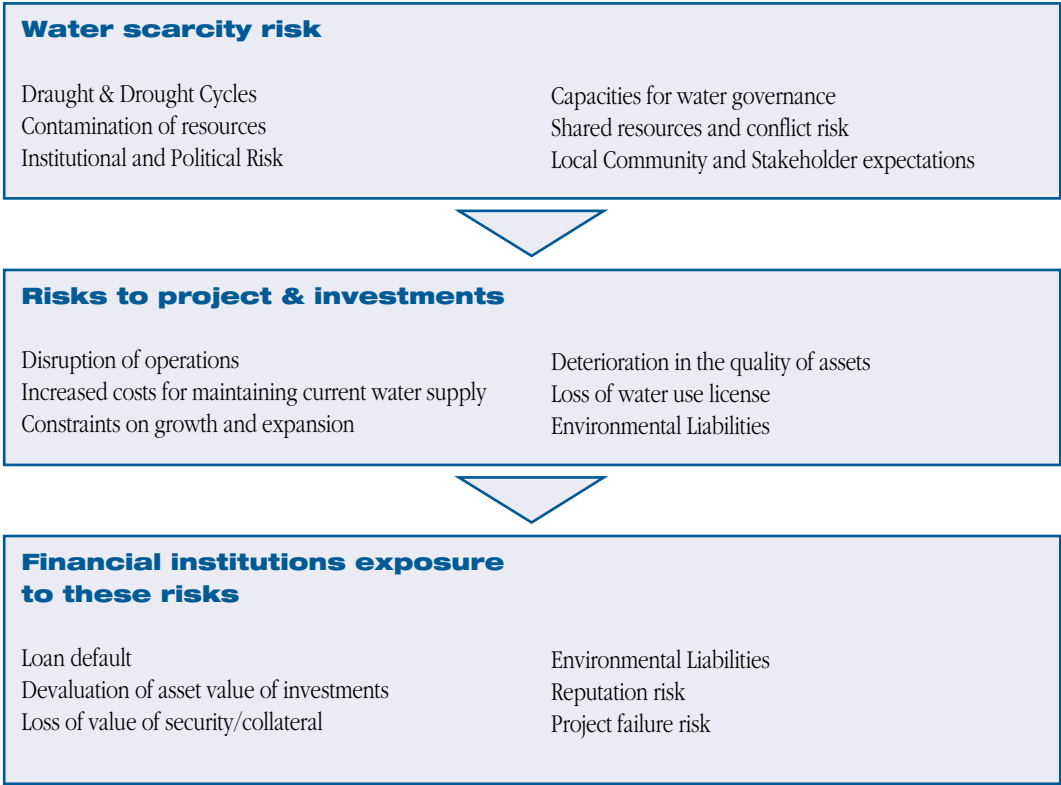 Water scarcity risk
Draught & Drought Cycles
Contamination of resources
Institutional and Political Risk
Capacities for water governance
Shared resources and conflict risk
Local Community and Stakeholder expectations
Risks to project & investments
Disruption of operations
Increased costs for maintaining current water supply
Constraints on growth and expansion
Deterioration in the quality of assets
Loss of water use license
Environmental Liabilities
Financial institutions exposure
to these risks
Loan default
Devaluation of asset value of investments
Loss of value of security/collateral
Environmental Liabilities
Reputation risk
Project failure risk